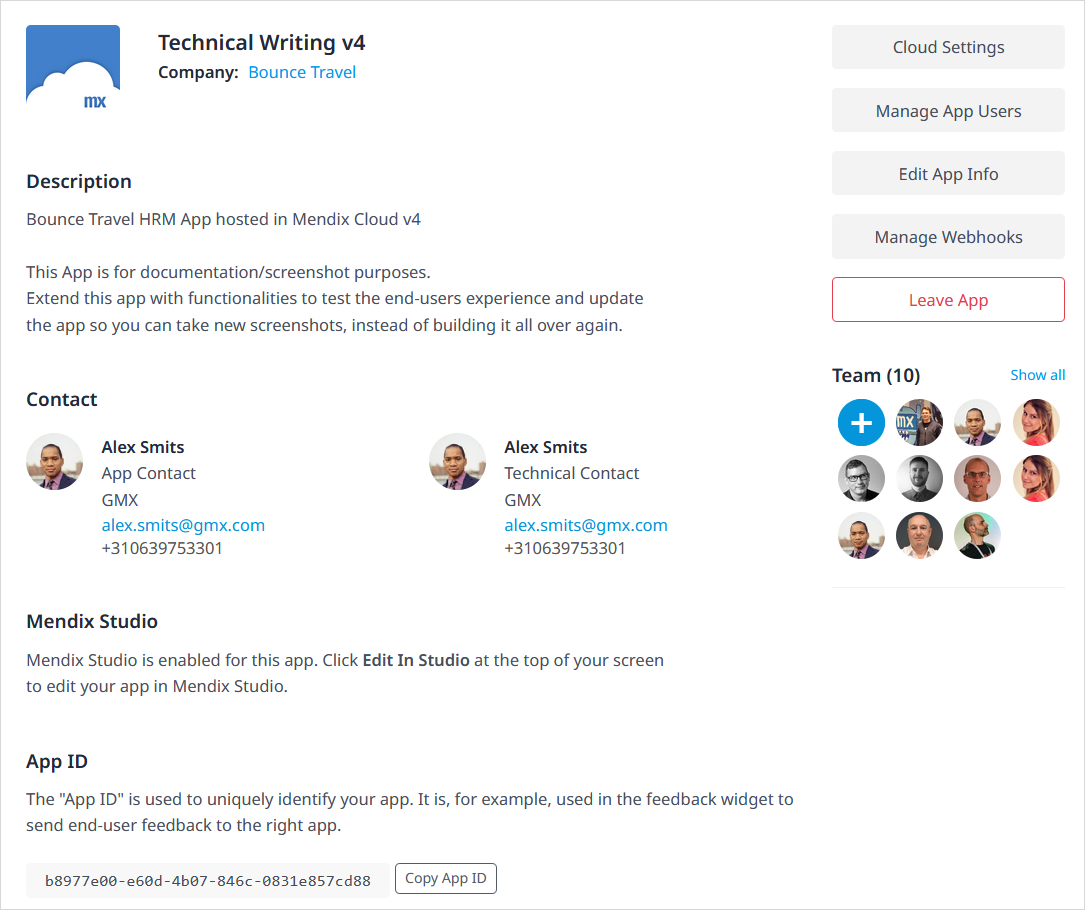 mx
Technical Writing v4
Company: Bounce Travel
Description
Bounce Travel HRM App hosted in Mendix Cloud v4
This App is for documentation/screenshot purposes.
Extend this app with functionalities to test the end-users experience and update
the app so you can take new screenshots, instead of building it all over again.
Contact
Alex Smits
App Contact
GMX
alex.smits@gmx.com
+310639753301
Alex Smits
Technical Contact
GMX
alex.smits@gmx.com
+310639753301
Mendix Studio
Mendix Studio is enabled for this app. Click Edit In Studio at the top of your screen
to edit your app in Mendix Studio.
App ID
The "App ID" is used to uniquely identify your app. It is, for example, used in the feedback widget to
send end-user feedback to the right app.
b8977e00-e60d-4b07-846c-0831e857cd88
Copy App ID
Cloud Settings
Manage App Users
Edit App Info
Manage Webhooks
Leave App
Team (10)
Show all
mx